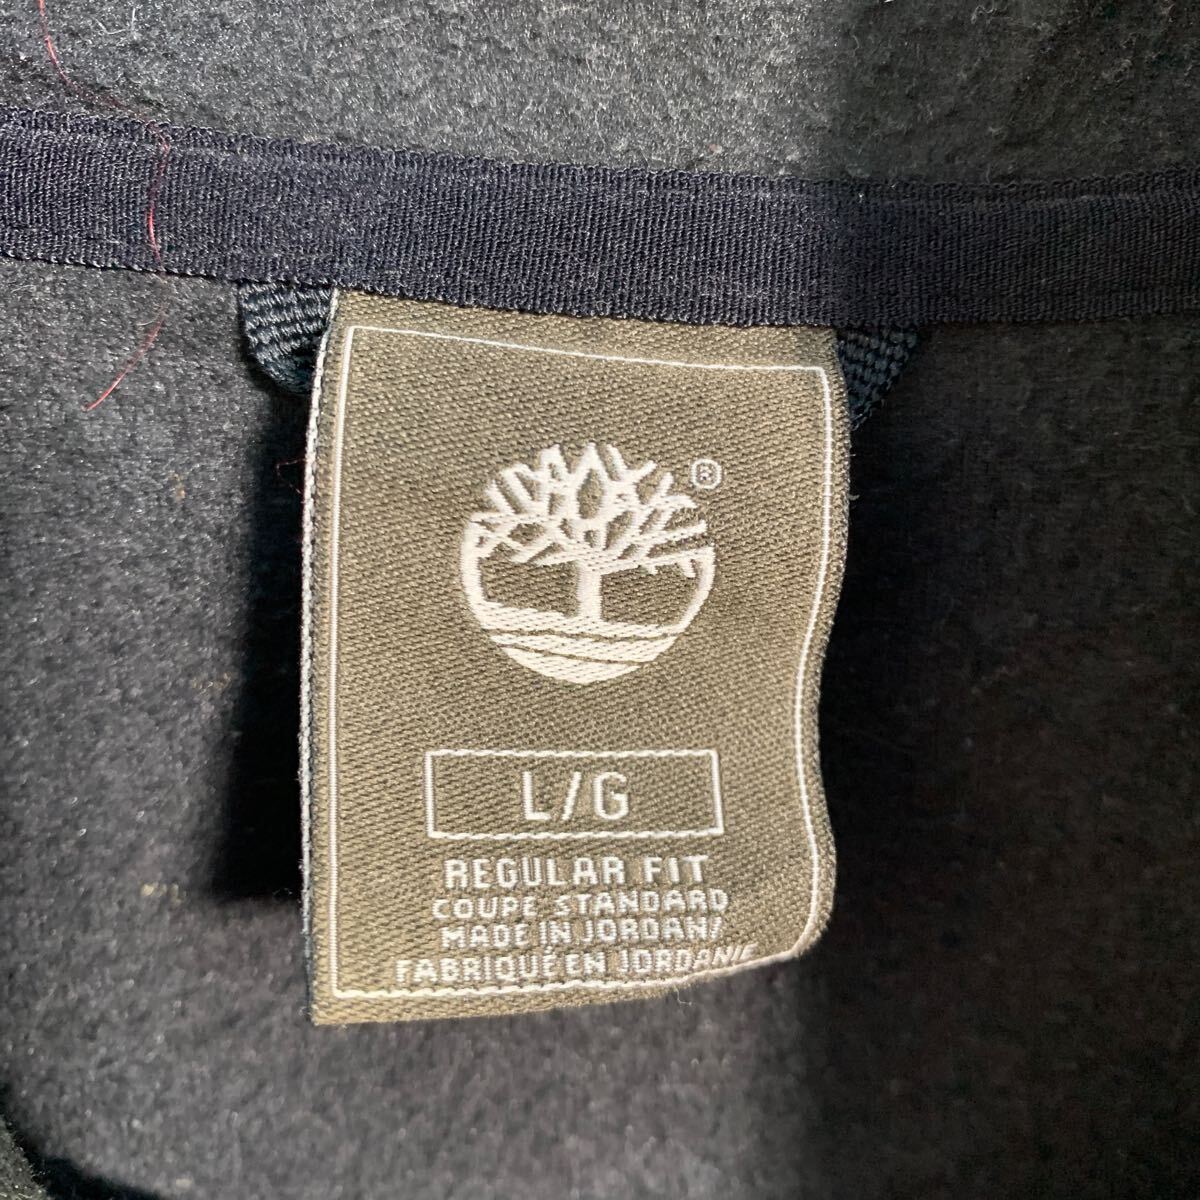 ®
L/G
REGULAR FIT
COUPE STANDARD
MADE IN JORDAN/
FABRIQUÉ EN JORDANIE